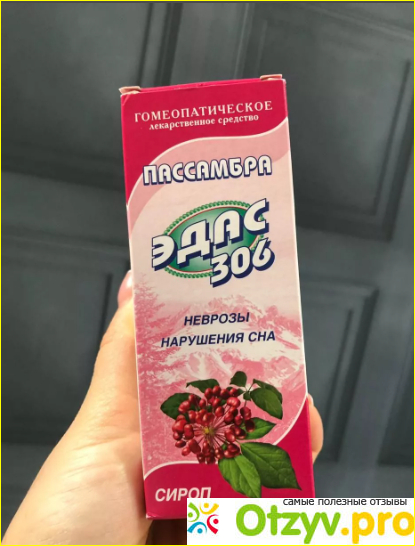 ГОМЕОПАТИЧЕСКОЕ
лекарственное средство
ПАССАМБРА
ЭДАС
306
НЕВРОЗЫ
НАРУШЕНИЯ СНА
СИРОП
самые полезные отзывы
Otzyv.pro